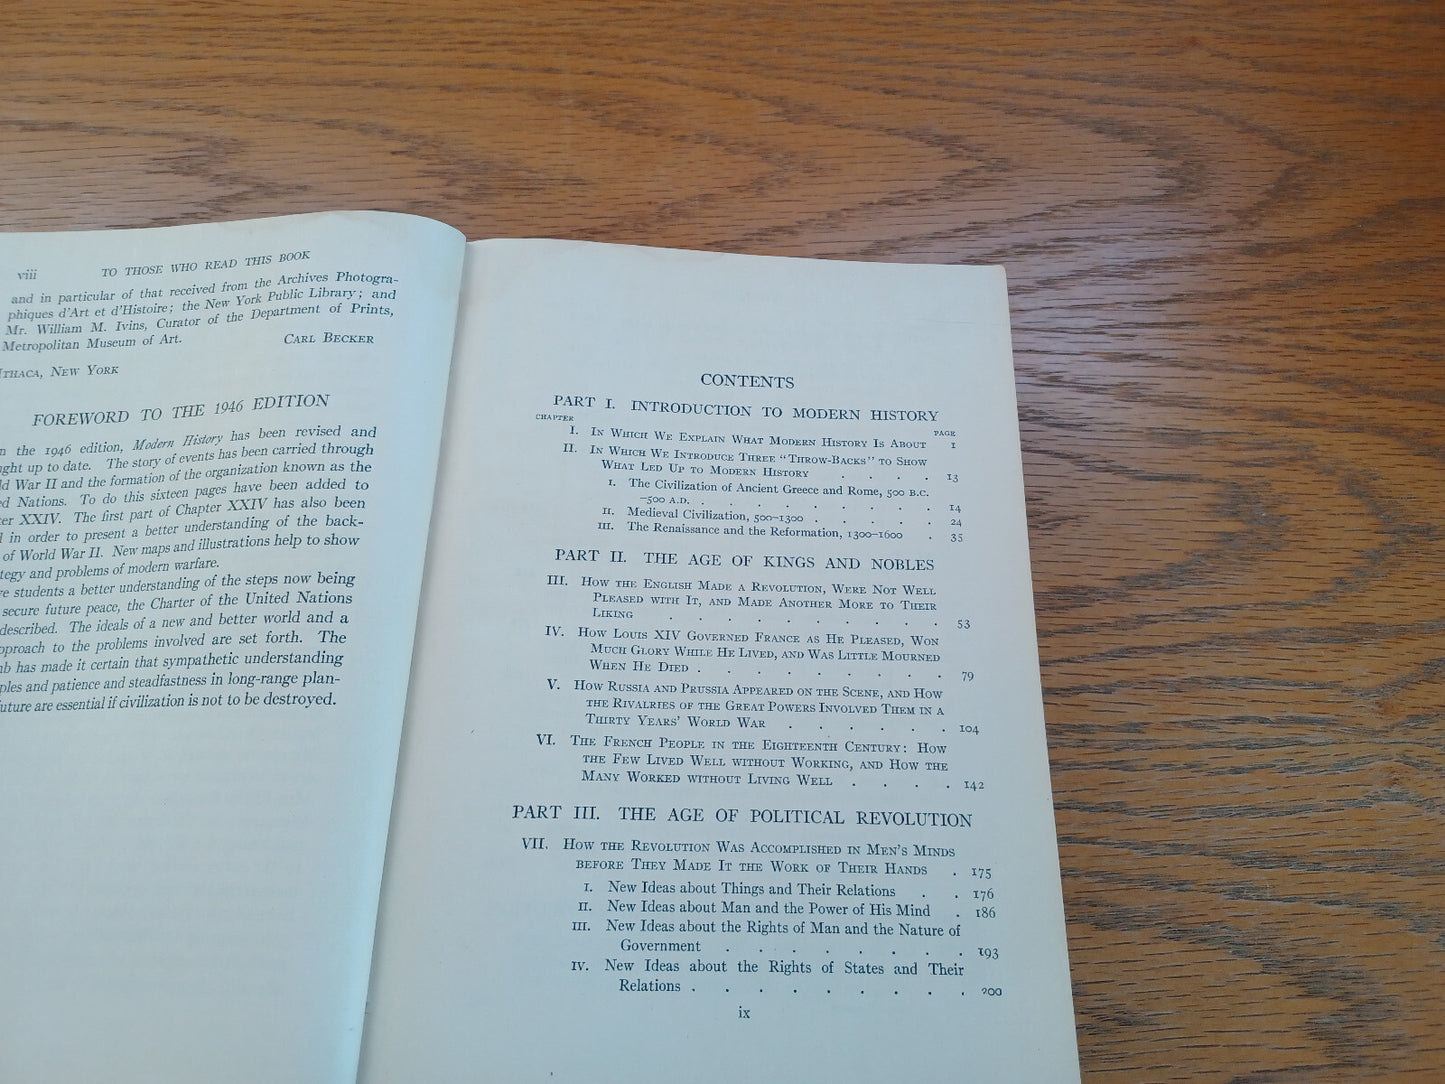 viii TO THOSE WHO READ THIS BOOK
and in particular of that received from the Archives Photogra-
phiques d'Art et d'Histoire; the New York Public Library; and
Mr. William M. Ivins, Curator of the Department of Prints,
Metropolitan Museum of Art.
CARL BECKER
ITHACA, NEW YORK
FOREWORD TO THE 1946 EDITION
the 1946 edition, Modern History has been revised and
up to date. The story of events has been carried through
War II and the formation of the organization known as the
Nations. To do this sixteen pages have been added to
XXIV. The first part of Chapter XXIV has also been
in order to present a better understanding of the back-
of World War II. New maps and illustrations help to show
and problems of modern warfare.
students a better understanding of the steps now being
secure future peace, the Charter of the United Nations
described. The ideals of a new and better world and a
to the problems involved are set forth. The
has made it certain that sympathetic understanding
and patience and steadfastness in long-range plan-
future are essential if civilization is not to be destroyed.
CONTENTS
PART I. INTRODUCTION TO MODERN HISTORY
CHAPTER PAGE
I. IN WHICH WE EXPLAIN WHAT MODERN HISTORY IS ABOUT 1
II. IN WHICH WE INTRODUCE THREE "THROW-BACKS" TO SHOW
WHAT LED UP TO MODERN HISTORY . . . . 13
I. The Civilization of Ancient Greece and Rome, 500 B.C.
–500 A.D. . . . . . . . . . 14
II. Medieval Civilization, 500–1300 . . . . . 24
III. The Renaissance and the Reformation, 1300–1600 . 35
PART II. THE AGE OF KINGS AND NOBLES
III. HOW THE ENGLISH MADE A REVOLUTION, WERE NOT WELL
PLEASED WITH IT, AND MADE ANOTHER MORE TO THEIR
LIKING . . . . . . . . . . 53
IV. HOW LOUIS XIV GOVERNED FRANCE AS HE PLEASED, WON
MUCH GLORY WHILE HE LIVED, AND WAS LITTLE MOURNED
WHEN HE DIED . . . . . . . . . 79
V. HOW RUSSIA AND PRUSSIA APPEARED ON THE SCENE, AND HOW
THE RIVALRIES OF THE GREAT POWERS INVOLVED THEM IN A
THIRTY YEARS' WORLD WAR . . . . . . 104
VI. THE FRENCH PEOPLE IN THE EIGHTEENTH CENTURY: HOW
THE FEW LIVED WELL WITHOUT WORKING, AND HOW THE
MANY WORKED WITHOUT LIVING WELL . . . . 142
PART III. THE AGE OF POLITICAL REVOLUTION
VII. HOW THE REVOLUTION WAS ACCOMPLISHED IN MEN'S MINDS
BEFORE THEY MADE IT THE WORK OF THEIR HANDS . 175
I. New Ideas about Things and Their Relations . . 176
II. New Ideas about Man and the Power of His Mind . 186
III. New Ideas about the Rights of Man and the Nature of
Government . . . . . . . . 193
IV. New Ideas about the Rights of States and Their
Relations . . . . . . . . . 200
ix